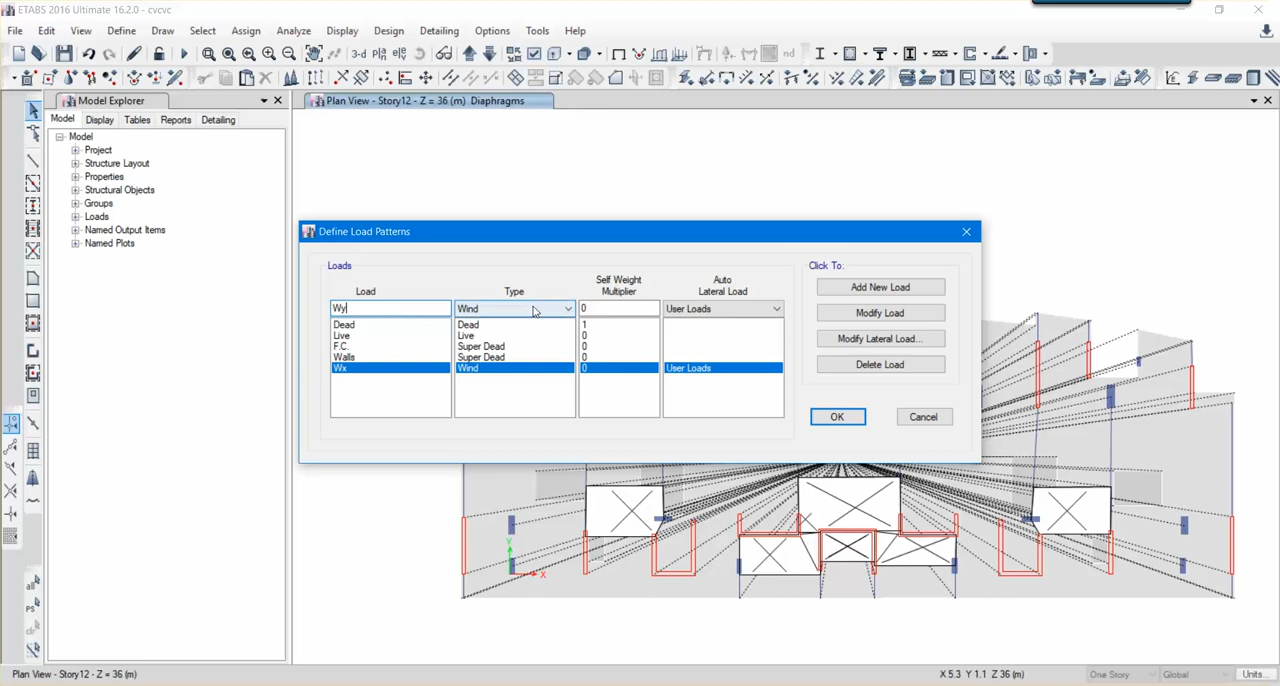 ETABS 2016 Ultimate 16.2.0 - cvcvc
File Edit View Define Draw Select Assign Analyze Display Design Detailing Options Tools Help
3-d
nd
Model Explorer
Plan View - Story12 - Z = 36 (m) Diaphragms
Model Display Tables Reports Detailing
Model
Project
Structure Layout
Properties
Structural Objects
Groups
Loads
Named Output Items
Named Plots
Define Load Patterns
Loads
Click To:
Load Type Self Weight Multiplier Auto Lateral Load
Wy Wind 0 User Loads
Dead Dead 1
Live Live 0
F.C. Super Dead 0
Walls Super Dead 0
Wx Wind 0 User Loads
Add New Load
Modify Load
Modify Lateral Load...
Delete Load
OK Cancel
Y
X
all
PS
clr
Plan View - Story12 - Z = 36 (m)
X 5.3 Y 1.1 Z 36 (m)
One Story Global Units...